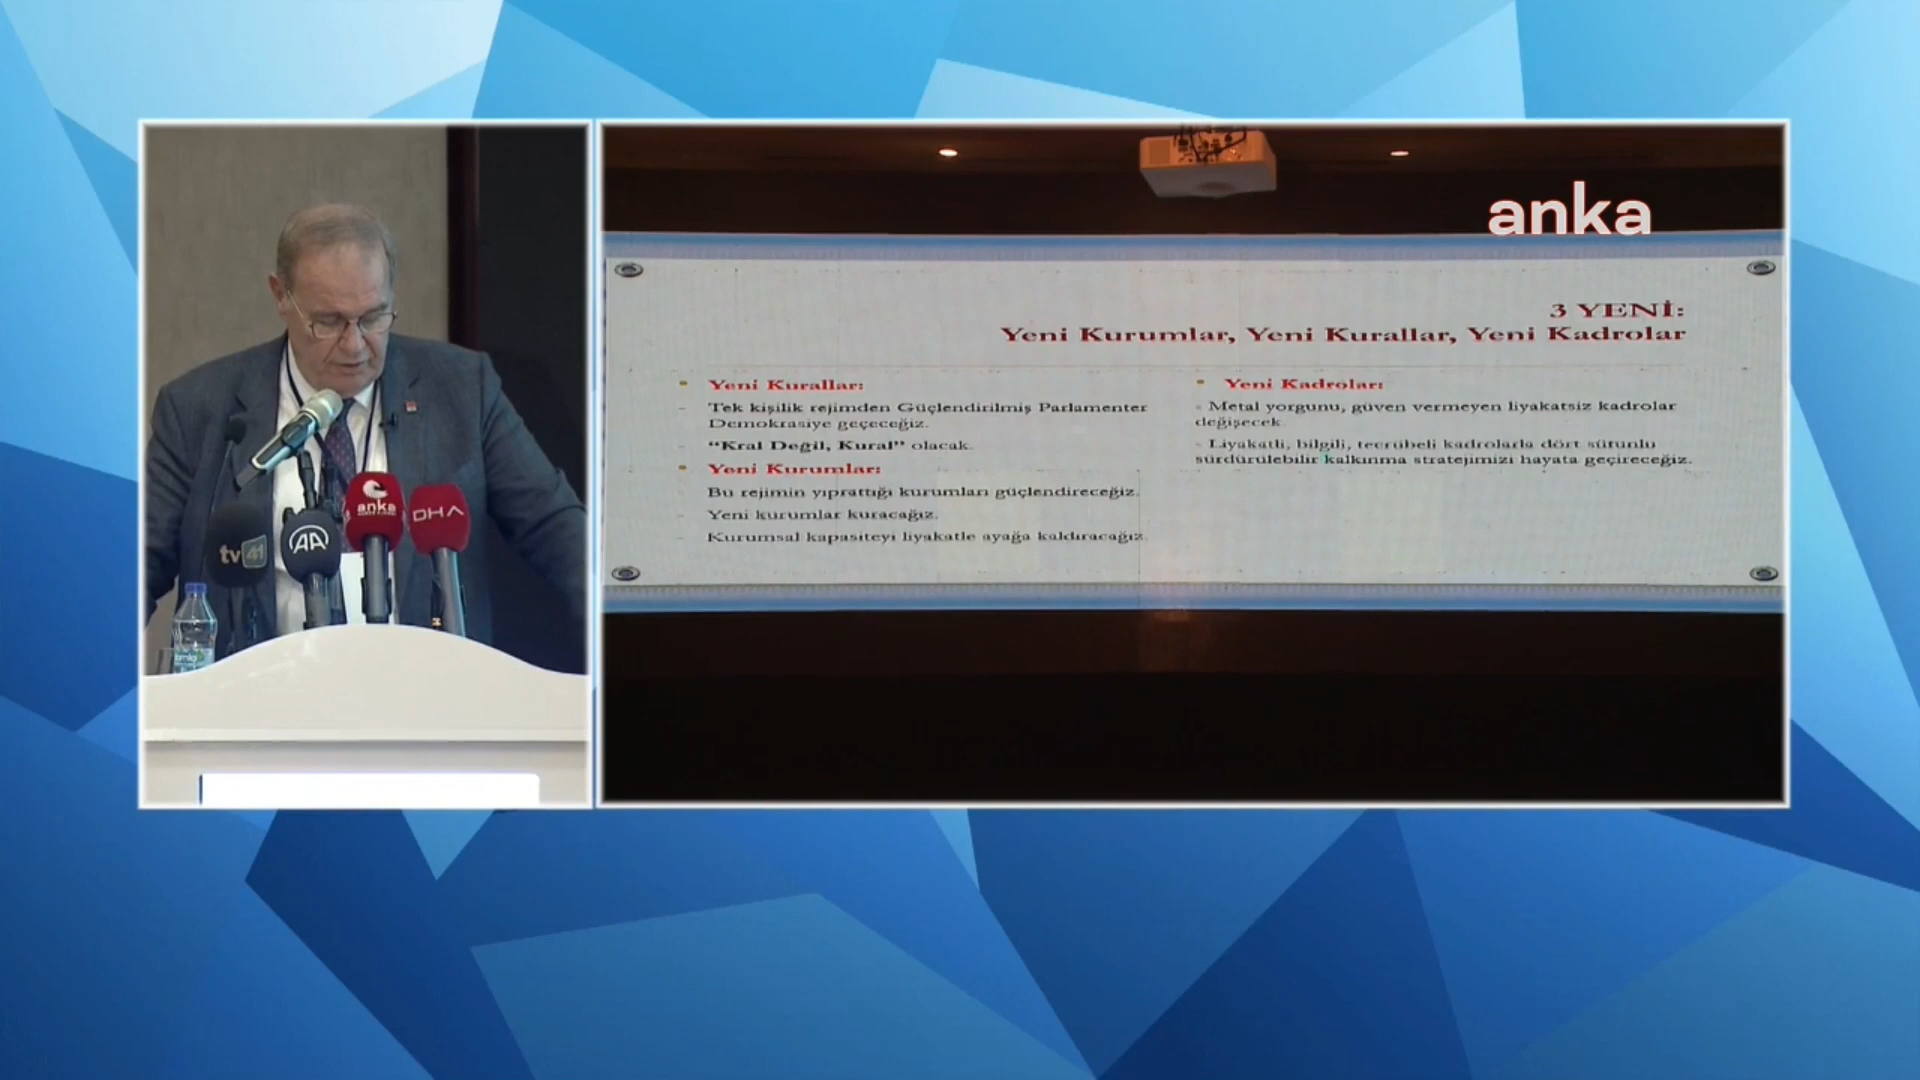 anka
3 YENİ:
Yeni Kurumlar, Yeni Kurallar, Yeni Kadrolar
Yeni Kurallar:
- Tek kişilik rejimden Güçlendirilmiş Parlamenter
Demokrasiye geçeceğiz.
- “Kral Değil, Kural” olacak.
Yeni Kurumlar:
- Bu rejimin yıprattığı kurumları güçlendireceğiz.
- Yeni kurumlar kuracağız.
- Kurumsal kapasiteyi liyakatle ayağa kaldıracağız.
Yeni Kadrolar:
- Metal yorgunu, güven vermeyen liyakatsiz kadrolar
değişecek.
- Liyakatli, bilgili, tecrübeli kadrolarla dört sütunlu
sürdürülebilir kalkınma stratejimizi hayata geçireceğiz.
tv41
AA
anka
DHA